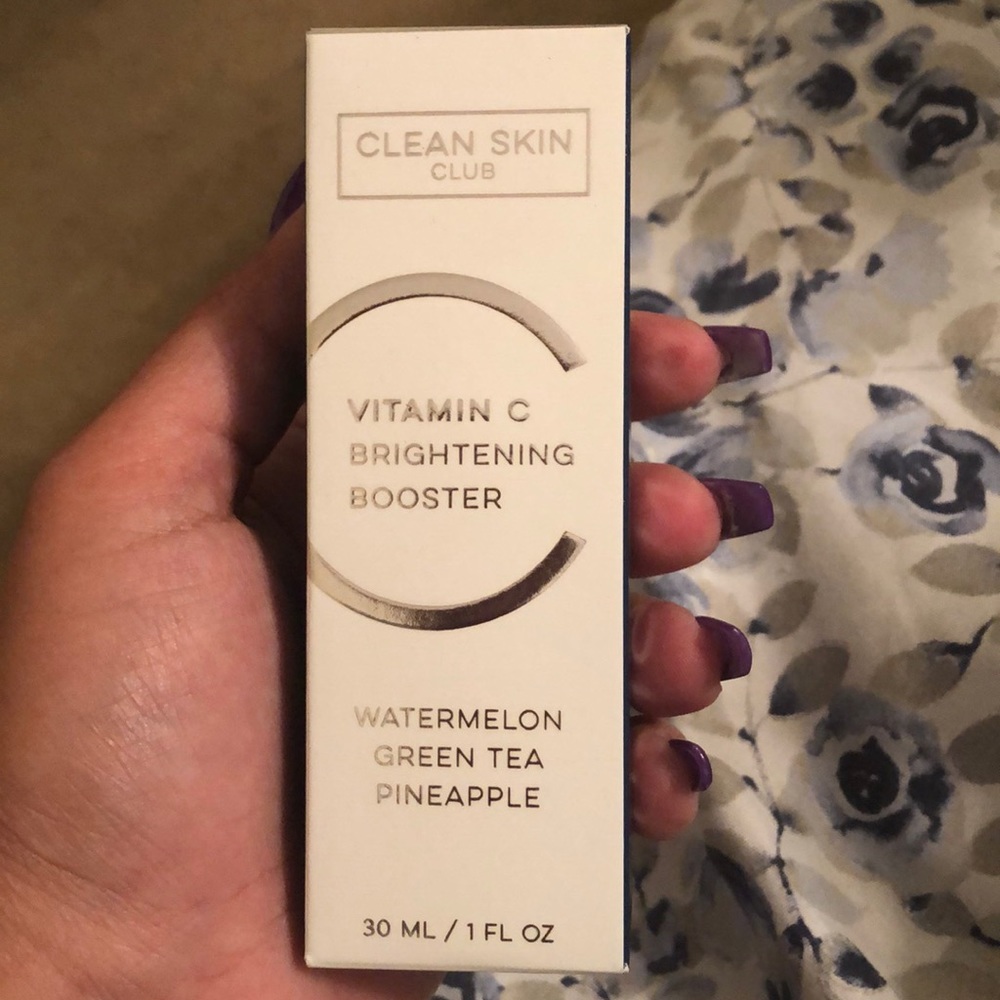 CLEAN SKIN
CLUB
VITAMIN C
BRIGHTENING
BOOSTER
WATERMELON
GREEN TEA
PINEAPPLE
30 ML / 1 FL OZ